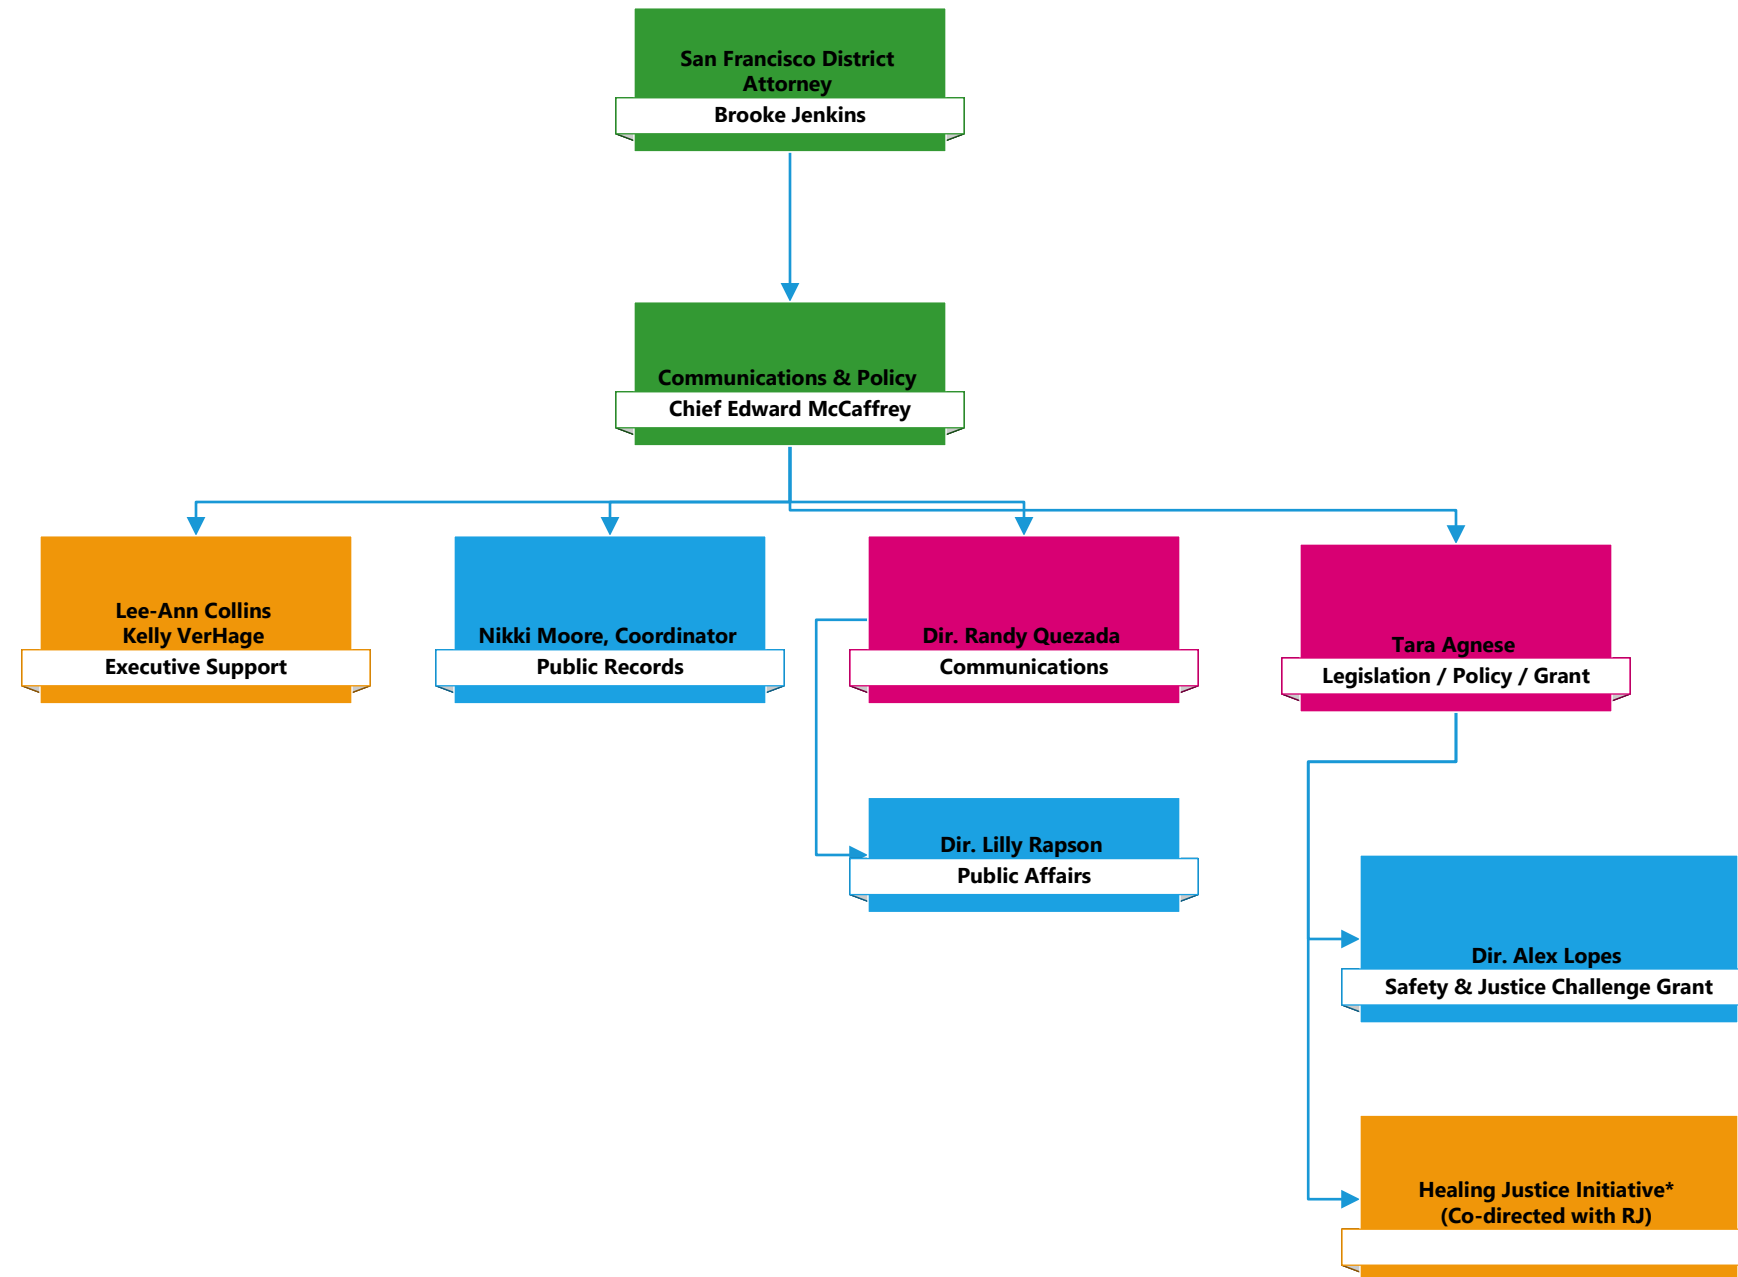 San Francisco District
Attorney
Brooke Jenkins
Communications & Policy
Chief Edward McCaffrey
Lee-Ann Collins
Kelly VerHage
Executive Support
Nikki Moore, Coordinator
Public Records
Dir. Randy Quezada
Communications
Tara Agnese
Legislation / Policy / Grant
Dir. Lilly Rapson
Public Affairs
Dir. Alex Lopes
Safety & Justice Challenge Grant
Healing Justice Initiative*
(Co-directed with RJ)